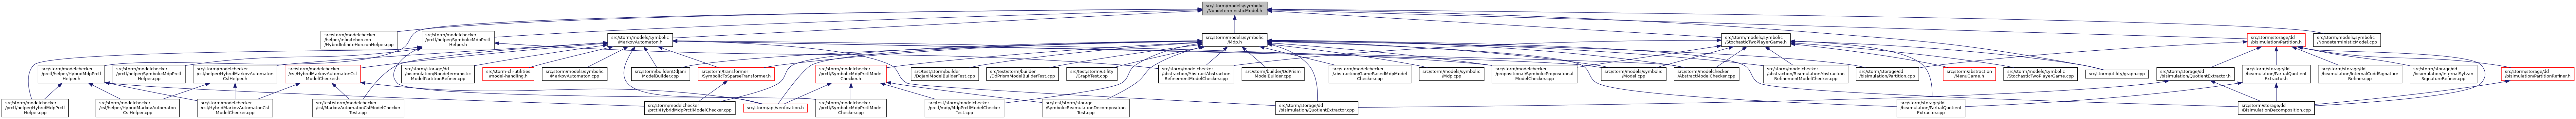 src/storm/models/symbolic
/NondeterministicModel.h
src/storm/modelchecker
/helper/infinitehorizon
/HybridInfiniteHorizonHelper.cpp
src/storm/modelchecker
/prctl/helper/SymbolicMdpPrctl
Helper.h
src/storm/models/symbolic
/MarkovAutomaton.h
src/storm/models/symbolic
/Mdp.h
src/storm/models/symbolic
/StochasticTwoPlayerGame.h
src/storm/storage/dd
/bisimulation/Partition.h
src/storm/models/symbolic
/NondeterministicModel.cpp
src/storm/modelchecker
/prctl/helper/HybridMdpPrctl
Helper.h
src/storm/modelchecker
/prctl/helper/SymbolicMdpPrctl
Helper.cpp
src/storm/modelchecker
/csl/helper/HybridMarkovAutomaton
CslHelper.h
src/storm/modelchecker
/csl/HybridMarkovAutomatonCsl
ModelChecker.h
src/storm/storage/dd
/bisimulation/Nondeterministic
ModelPartitionRefiner.cpp
src/storm-cli-utilities
/model-handling.h
src/storm/models/symbolic
/MarkovAutomaton.cpp
src/storm/builder/DdJani
ModelBuilder.cpp
src/storm/transformer
/SymbolicToSparseTransformer.h
src/storm/modelchecker
/prctl/SymbolicMdpPrctlModel
Checker.h
src/test/storm/builder
/DdJaniModelBuilderTest.cpp
src/test/storm/builder
/DdPrismModelBuilderTest.cpp
src/test/storm/utility
/GraphTest.cpp
src/storm/modelchecker
/abstraction/AbstractAbstraction
RefinementModelChecker.cpp
src/storm/builder/DdPrism
ModelBuilder.cpp
src/storm/modelchecker
/abstraction/GameBasedMdpModel
Checker.cpp
src/storm/models/symbolic
/Mdp.cpp
src/storm/modelchecker
/propositional/SymbolicPropositional
ModelChecker.cpp
src/storm/models/symbolic
/Model.cpp
src/storm/modelchecker
/AbstractModelChecker.cpp
src/storm/modelchecker
/abstraction/BisimulationAbstraction
RefinementModelChecker.cpp
src/storm/storage/dd
/bisimulation/Partition.cpp
src/storm/abstraction
/MenuGame.h
src/storm/models/symbolic
/StochasticTwoPlayerGame.cpp
src/storm/utility/graph.cpp
src/storm/storage/dd
/bisimulation/QuotientExtractor.h
src/storm/storage/dd
/bisimulation/PartialQuotient
Extractor.h
src/storm/storage/dd
/bisimulation/InternalCuddSignature
Refiner.cpp
src/storm/storage/dd
/bisimulation/InternalSylvan
SignatureRefiner.cpp
src/storm/storage/dd
/bisimulation/PartitionRefiner.h
src/storm/modelchecker
/prctl/helper/HybridMdpPrctl
Helper.cpp
src/storm/modelchecker
/csl/helper/HybridMarkovAutomaton
CslHelper.cpp
src/storm/modelchecker
/csl/HybridMarkovAutomatonCsl
ModelChecker.cpp
src/test/storm/modelchecker
/csl/MarkovAutomatonCslModelChecker
Test.cpp
src/storm/modelchecker
/prctl/HybridMdpPrctlModelChecker.cpp
src/storm/api/verification.h
src/storm/modelchecker
/prctl/SymbolicMdpPrctlModel
Checker.cpp
src/test/storm/modelchecker
/prctl/mdp/MdpPrctlModelChecker
Test.cpp
src/test/storm/storage
/SymbolicBisimulationDecomposition
Test.cpp
src/storm/storage/dd
/bisimulation/QuotientExtractor.cpp
src/storm/storage/dd
/bisimulation/PartialQuotient
Extractor.cpp
src/storm/storage/dd
/BisimulationDecomposition.cpp